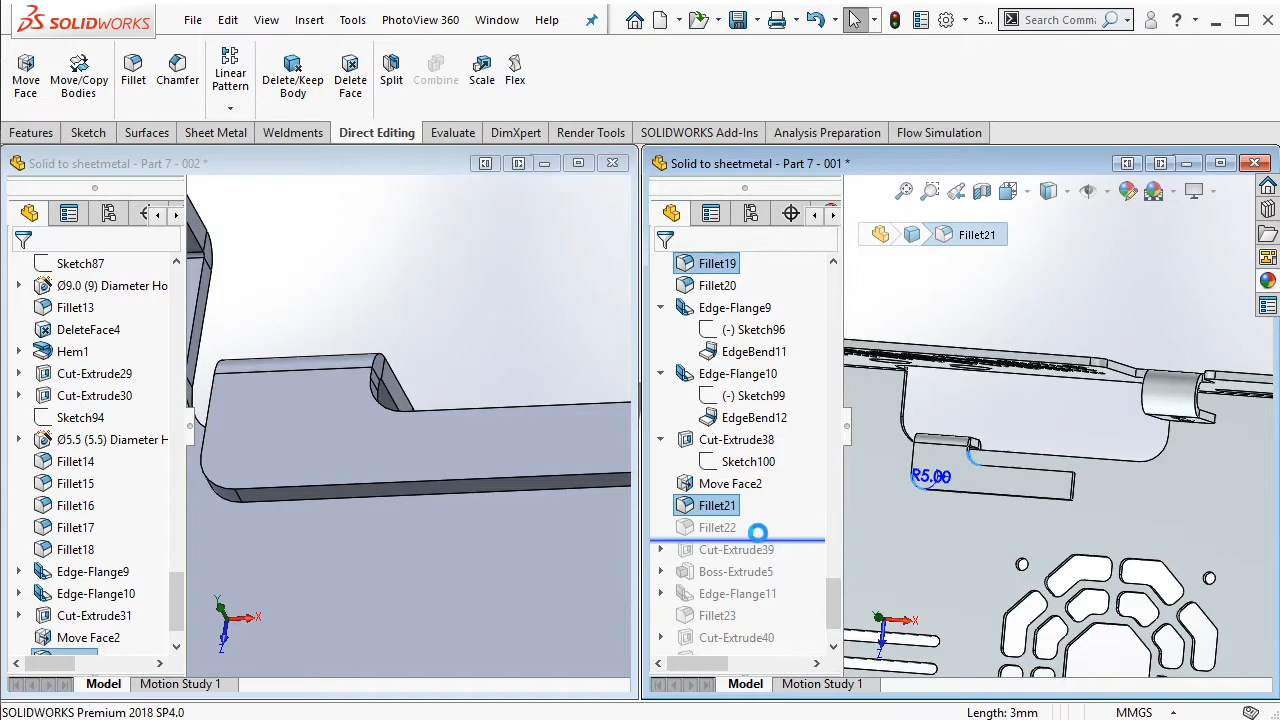 SOLIDWORKS
File Edit View Insert Tools PhotoView 360 Window Help S... Search Comma ?
Move Face
Move/Copy Bodies
Fillet
Chamfer
Linear Pattern
Delete/Keep Body
Delete Face
Split
Combine
Scale
Flex
Features Sketch Surfaces Sheet Metal Weldments Direct Editing Evaluate DimXpert Render Tools SOLIDWORKS Add-Ins Analysis Preparation Flow Simulation
Solid to sheetmetal - Part 7 - 002 *
Sketch87
Ø9.0 (9) Diameter Ho
Fillet13
DeleteFace4
Hem1
Cut-Extrude29
Cut-Extrude30
Sketch94
Ø5.5 (5.5) Diameter H
Fillet14
Fillet15
Fillet16
Fillet17
Fillet18
Edge-Flange9
Edge-Flange10
Cut-Extrude31
Move Face2
Y
X
Z
Model Motion Study 1
Solid to sheetmetal - Part 7 - 001 *
Fillet21
Fillet19
Fillet20
Edge-Flange9
(-) Sketch96
EdgeBend11
Edge-Flange10
(-) Sketch99
EdgeBend12
Cut-Extrude38
Sketch100
Move Face2
Fillet21
Fillet22
Cut-Extrude39
Boss-Extrude5
Edge-Flange11
Fillet23
Cut-Extrude40
R5.00
Y
X
Z
Model Motion Study 1
SOLIDWORKS Premium 2018 SP4.0 Length: 3mm MMGS